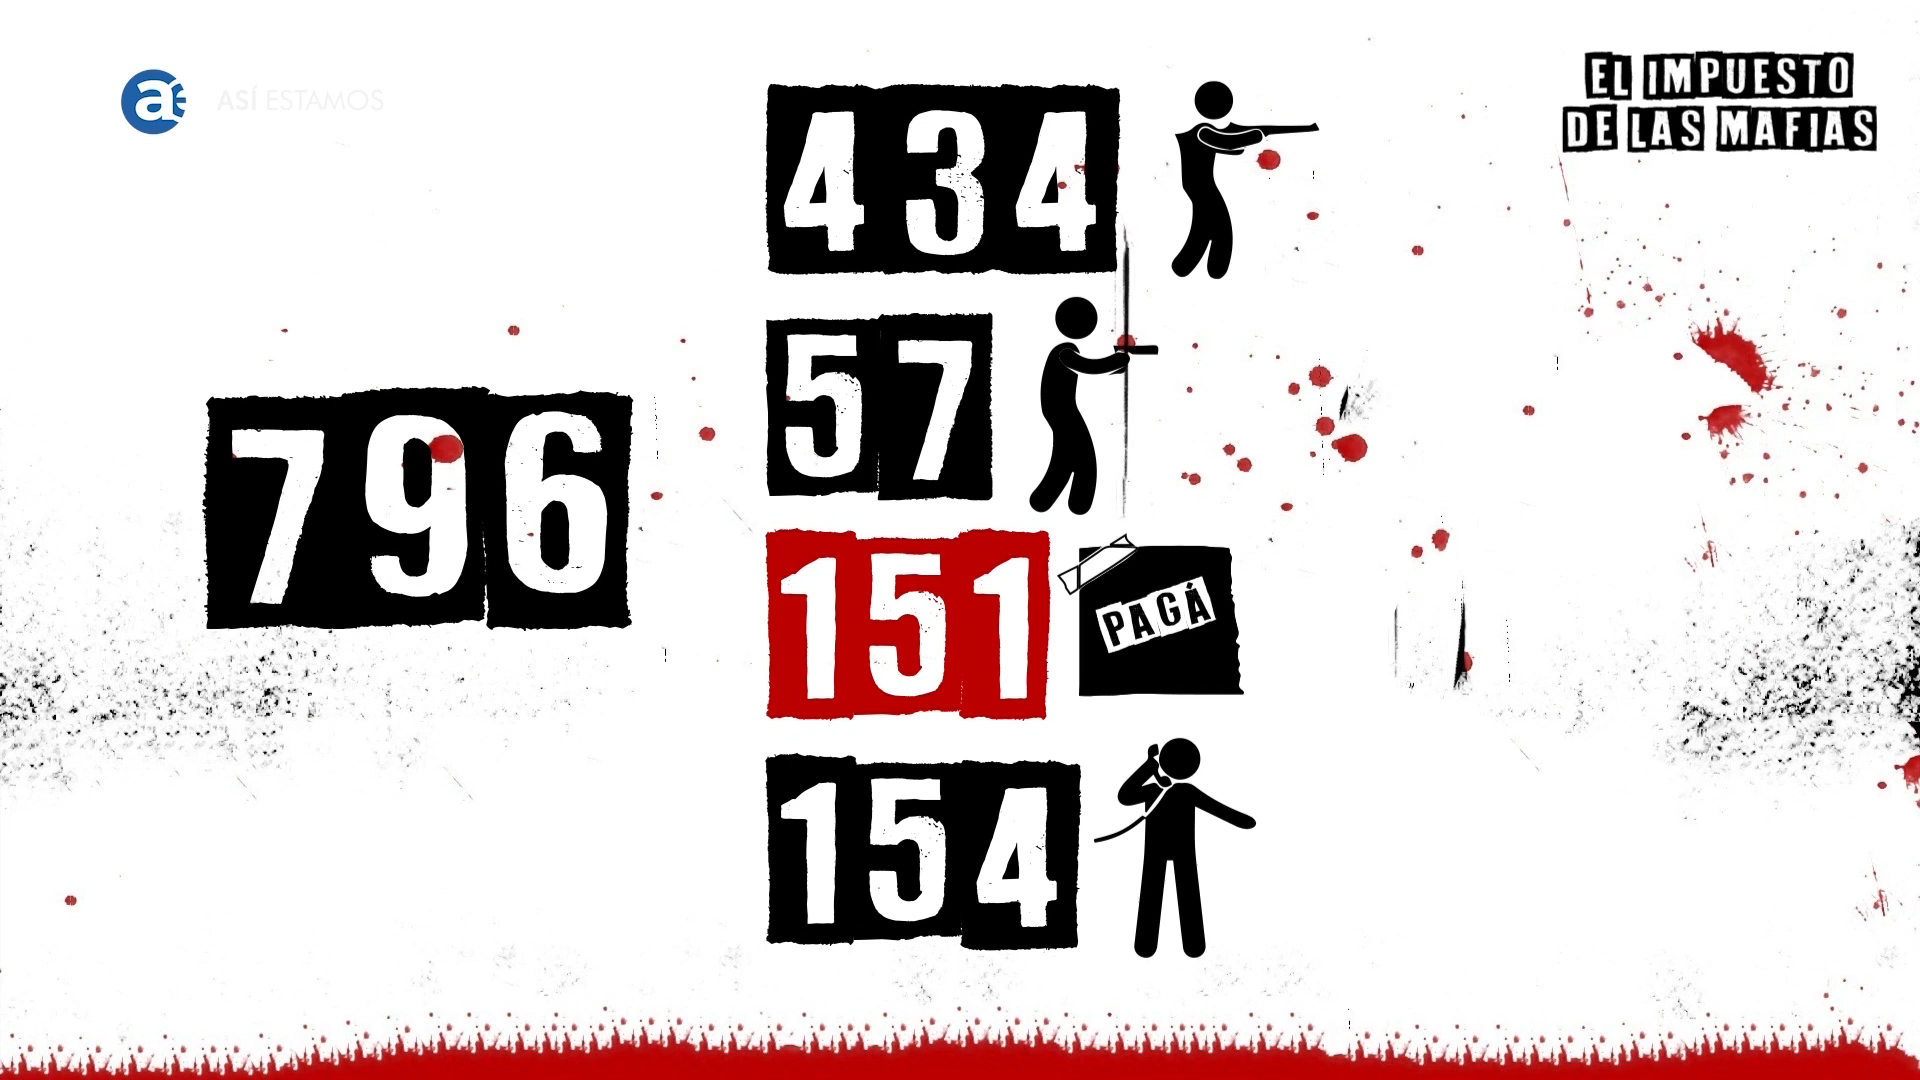 a
ASÍ ESTAMOS
EL IMPUESTO
DE LAS MAFIAS
796
434
57
151
PAGÁ
154